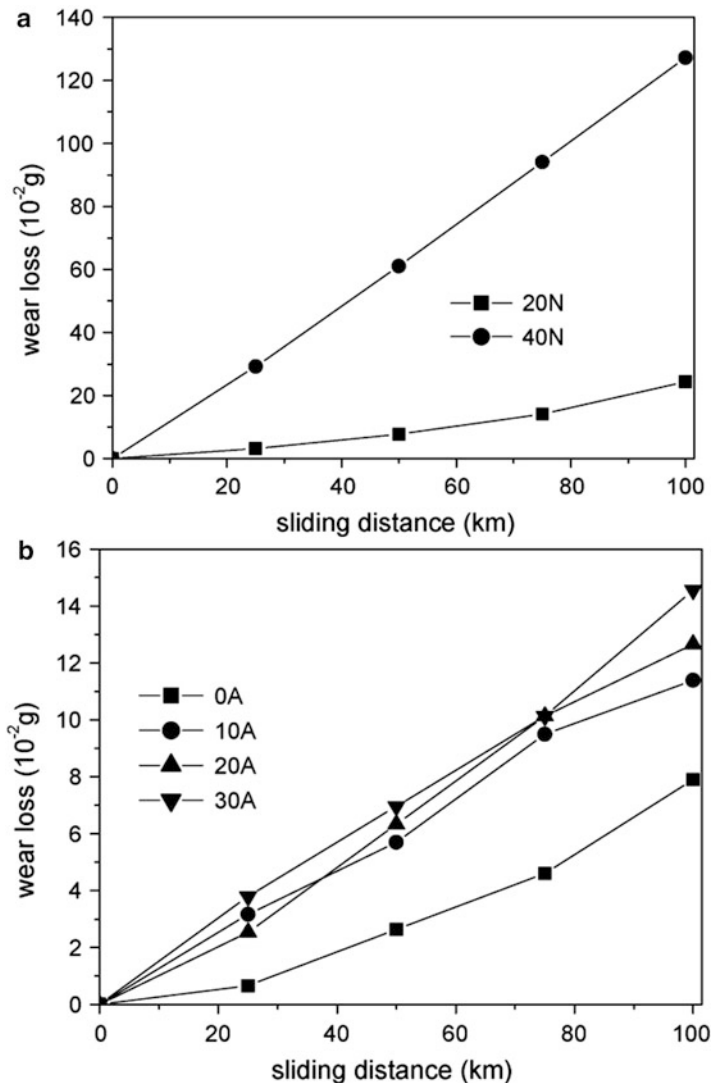 a
140
120
100
80
60
40
20
0
wear loss (10⁻²g)
20N
40N
0 20 40 60 80 100
sliding distance (km)
b
16
14
12
10
8
6
4
2
0
wear loss (10⁻²g)
0A
10A
20A
30A
0 20 40 60 80 100
sliding distance (km)